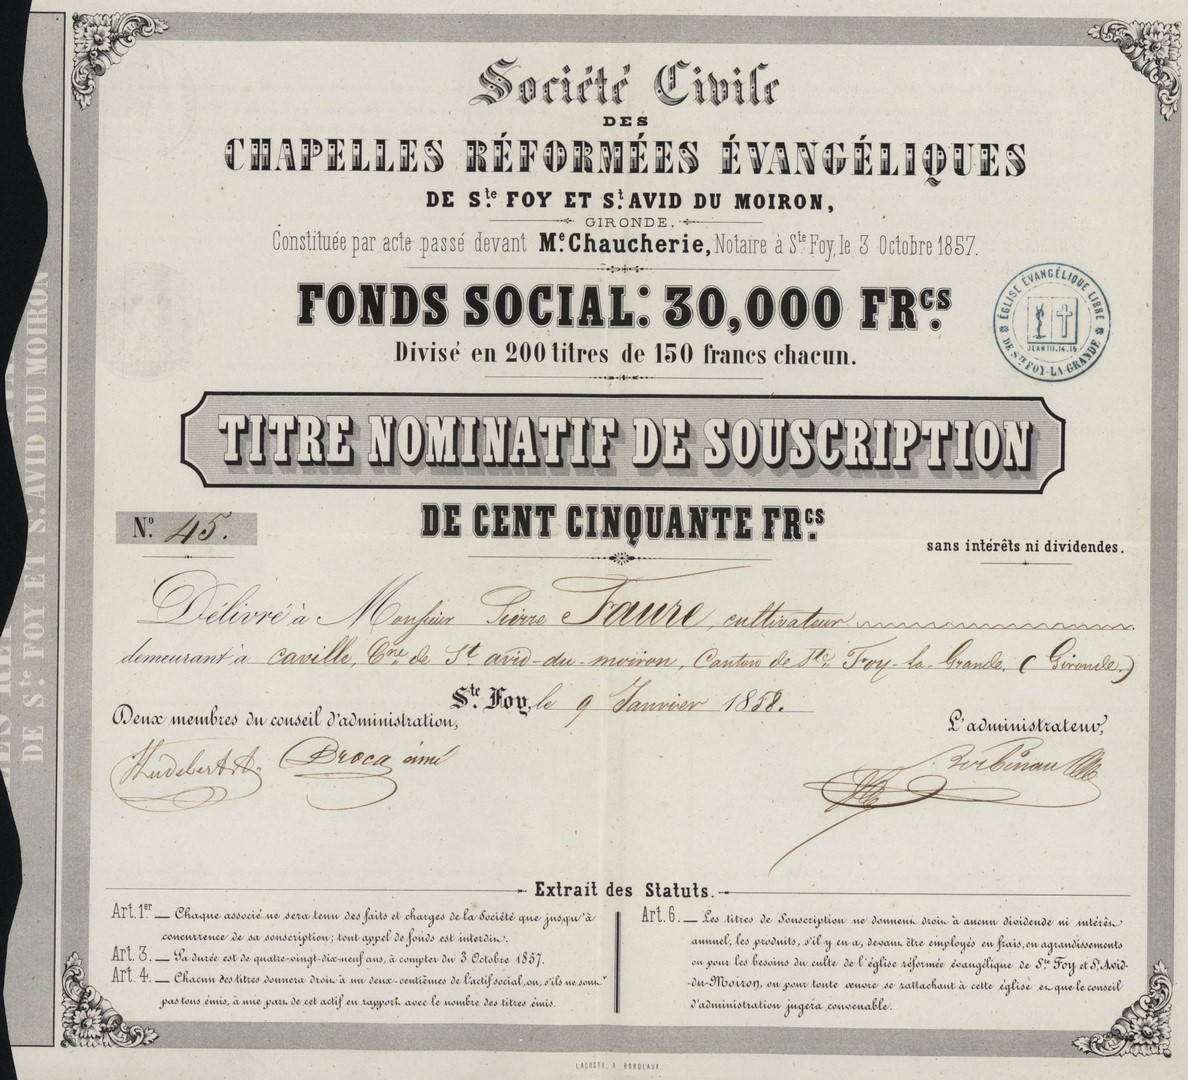 Société Civile
DES
CHAPELLES RÉFORMÉES ÉVANGÉLIQUES
DE Ste FOY ET St AVID DU MOIRON,
GIRONDE.
Constituée par acte passé devant Me Chaucherie, Notaire à Ste Foy, le 3 Octobre 1857.
FONDS SOCIAL: 30,000 FRcs.
Divisé en 200 titres de 150 francs chacun.
ÉGLISE ÉVANGÉLIQUE LIBRE
JEAN III. 14. 15
DE Ste FOY-LA-GRANDE
TITRE NOMINATIF DE SOUSCRIPTION
DE CENT CINQUANTE FRcs.
No 45.
sans intérêts ni dividendes.
Délivré à Monsieur Pierre Faure, cultivateur
demeurant à caville, Cne de St avid-du-moiron, Canton de Ste Foy-la-Grande, (Gironde.)
Ste Foy, le 9 Janvier 1858.
Deux membres du conseil d'administration,
L'administrateur,
Audebert
Broca aîné
Extrait des Statuts.
Art. 1er — Chaque associé ne sera tenu des faits et charges de la Société que jusqu'à
concurrence de sa souscription; tout appel de fonds est interdit.
Art. 3. — Sa durée est de quatre-vingt-dix-neuf ans, à compter du 3 Octobre 1857.
Art. 4. — Chacun des titres donnera droit à un deux-centièmes de l'actif social, ou, s'ils ne sont
pas tous émis, à une part de cet actif en rapport avec le nombre des titres émis.
Art. 6. — Les titres de Souscription ne donnent droit à aucun dividende ni intérêt
annuel, les produits, s'il y en a, devant être employés en frais, ou agrandissements
ou pour les besoins du culte de l'église réformée évangélique de Ste Foy et St Avid-
du-Moiron, ou pour toute œuvre se rattachant à cette église et que le conseil
d'administration jugera convenable.
LACOSTE, A BORDEAUX.
DE Ste FOY ET St AVID DU MOIRON